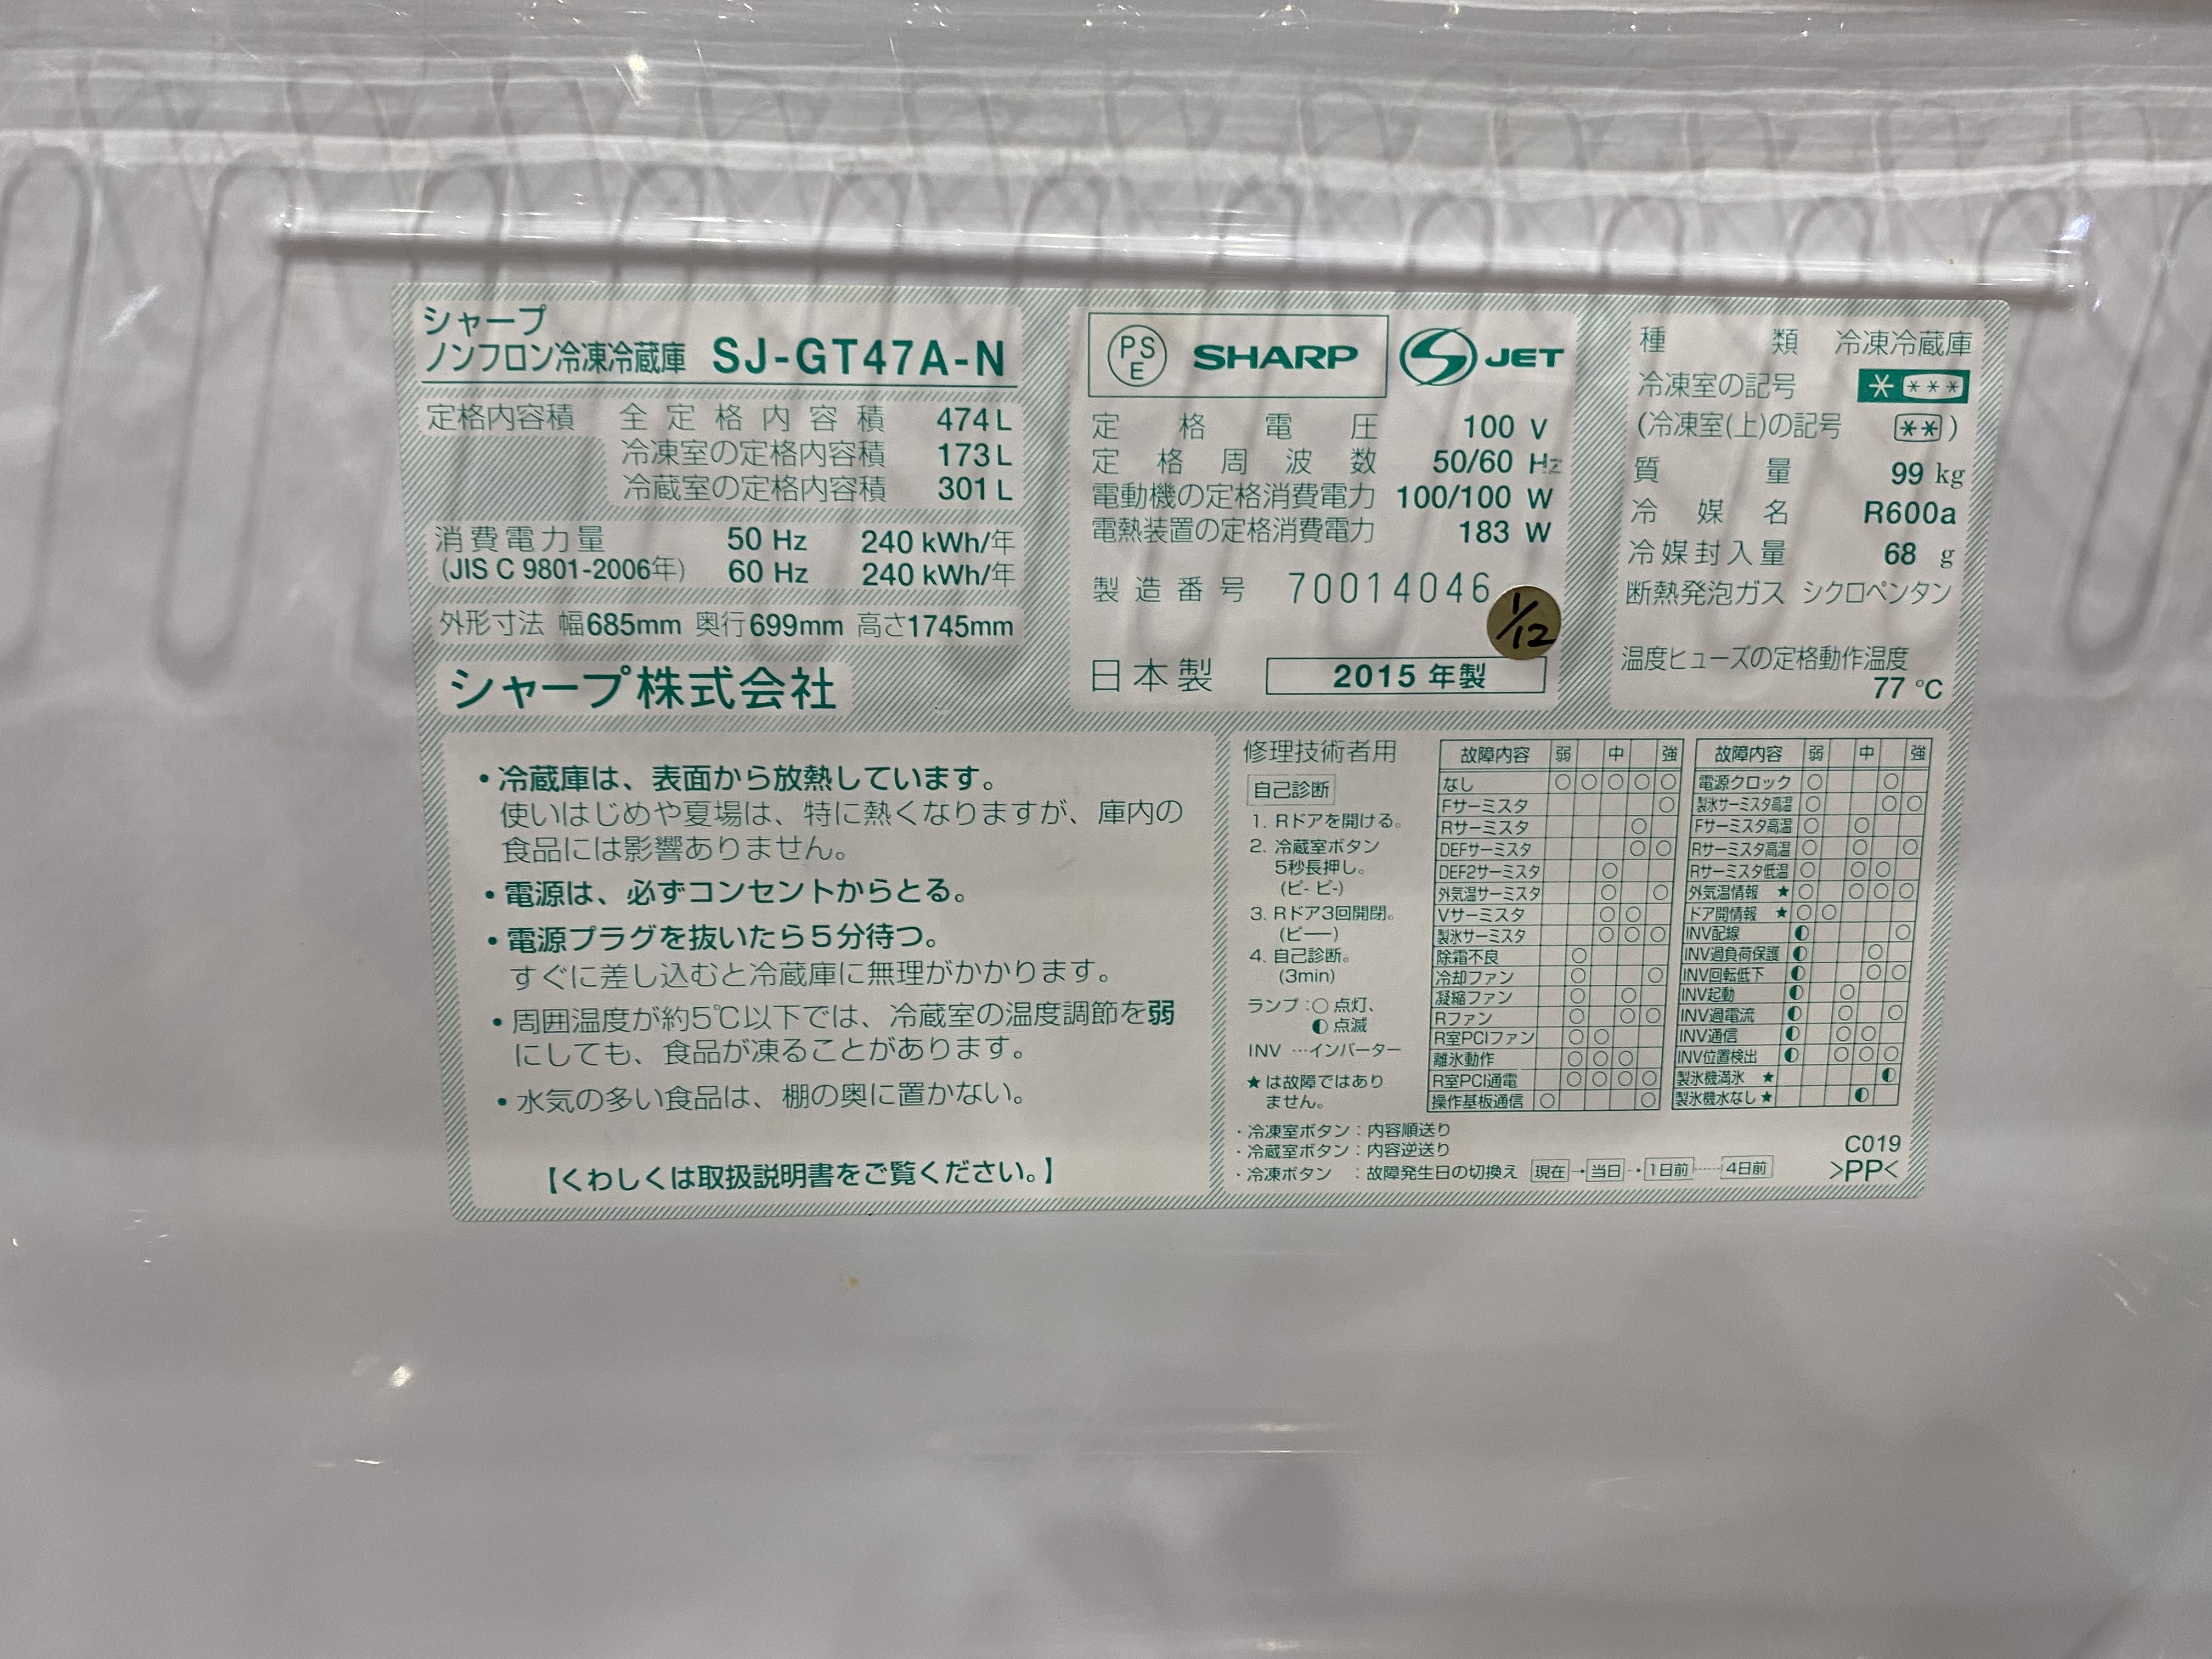 シャープ
ノンフロン冷凍冷蔵庫 SJ-GT47A-N
定格内容積 全定格内容積 474L
冷凍室の定格内容積 173L
冷蔵室の定格内容積 301L
消費電力量 50 Hz 240 kWh/年
(JIS C 9801-2006年) 60 Hz 240 kWh/年
外形寸法 幅685mm 奥行699mm 高さ1745mm
シャープ株式会社
PSE SHARP JET
定格電圧 100 V
定格周波数 50/60 Hz
電動機の定格消費電力 100/100 W
電熱装置の定格消費電力 183 W
製造番号 70014046
1/12
日本製 2015年製
種類 冷凍冷蔵庫
冷凍室の記号 * ***
(冷凍室(上)の記号 ** )
質量 99 kg
冷媒名 R600a
冷媒封入量 68 g
断熱発泡ガス シクロペンタン
温度ヒューズの定格動作温度
77 ℃
・冷蔵庫は、表面から放熱しています。
使いはじめや夏場は、特に熱くなりますが、庫内の
食品には影響ありません。
・電源は、必ずコンセントからとる。
・電源プラグを抜いたら5分待つ。
すぐに差し込むと冷蔵庫に無理がかかります。
・周囲温度が約5℃以下では、冷蔵室の温度調節を弱
にしても、食品が凍ることがあります。
・水気の多い食品は、棚の奥に置かない。
【くわしくは取扱説明書をご覧ください。】
修理技術者用
自己診断
1. Rドアを開ける。
2. 冷蔵室ボタン
5秒長押し。
(ピ- ピ-)
3. Rドア3回開閉。
(ピ──)
4. 自己診断。
(3min)
ランプ:○点灯、
◐点滅
INV …インバーター
★は故障ではあり
ません。
故障内容 弱 中 強
なし ○ ○ ○ ○ ○
Fサーミスタ ○
Rサーミスタ ○
DEFサーミスタ ○ ○
DEF2サーミスタ ○
外気温サーミスタ ○ ○
Vサーミスタ ○ ○
製氷サーミスタ ○ ○ ○
除霜不良 ○
冷却ファン ○ ○
凝縮ファン ○ ○
Rファン ○ ○ ○
R室PCIファン ○ ○
離氷動作 ○ ○ ○
R室PCI通電 ○ ○ ○ ○
操作基板通信 ○ ○
故障内容 弱 中 強
電源クロック ○ ○
製氷サーミスタ高温 ○ ○ ○
Fサーミスタ高温 ○ ○
Rサーミスタ高温 ○ ○ ○
Rサーミスタ低温 ○ ○ ○
外気温情報 ★ ○ ○ ○ ○
ドア開情報 ★ ○ ○
INV配線 ◐ ○
INV過負荷保護 ◐ ○
INV回転低下 ◐ ○ ○
INV起動 ◐ ○
INV過電流 ◐ ○ ○
INV通信 ◐ ○ ○
INV位置検出 ◐ ○ ○ ○
製氷機満氷 ★ ◐
製氷機水なし ★ ◐
・冷凍室ボタン:内容順送り
・冷蔵室ボタン:内容逆送り
・冷凍ボタン :故障発生日の切換え 現在→当日→1日前……4日前
C019
>PP<